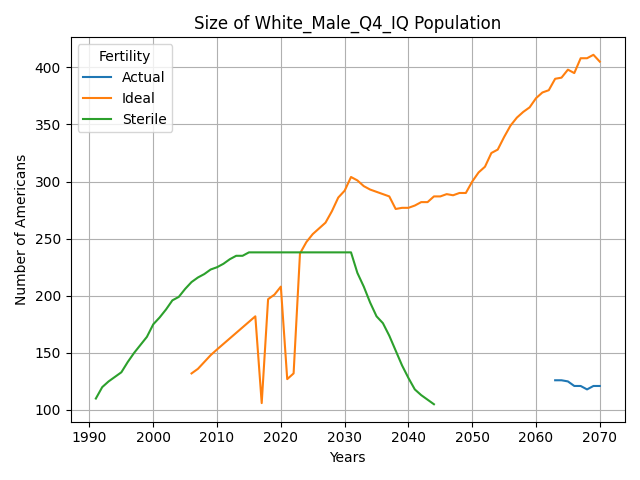 Size of White_Male_Q4_IQ Population
Fertility
Actual
Ideal
Sterile
Number of Americans
400
350
300
250
200
150
100
1990 2000 2010 2020 2030 2040 2050 2060 2070
Years